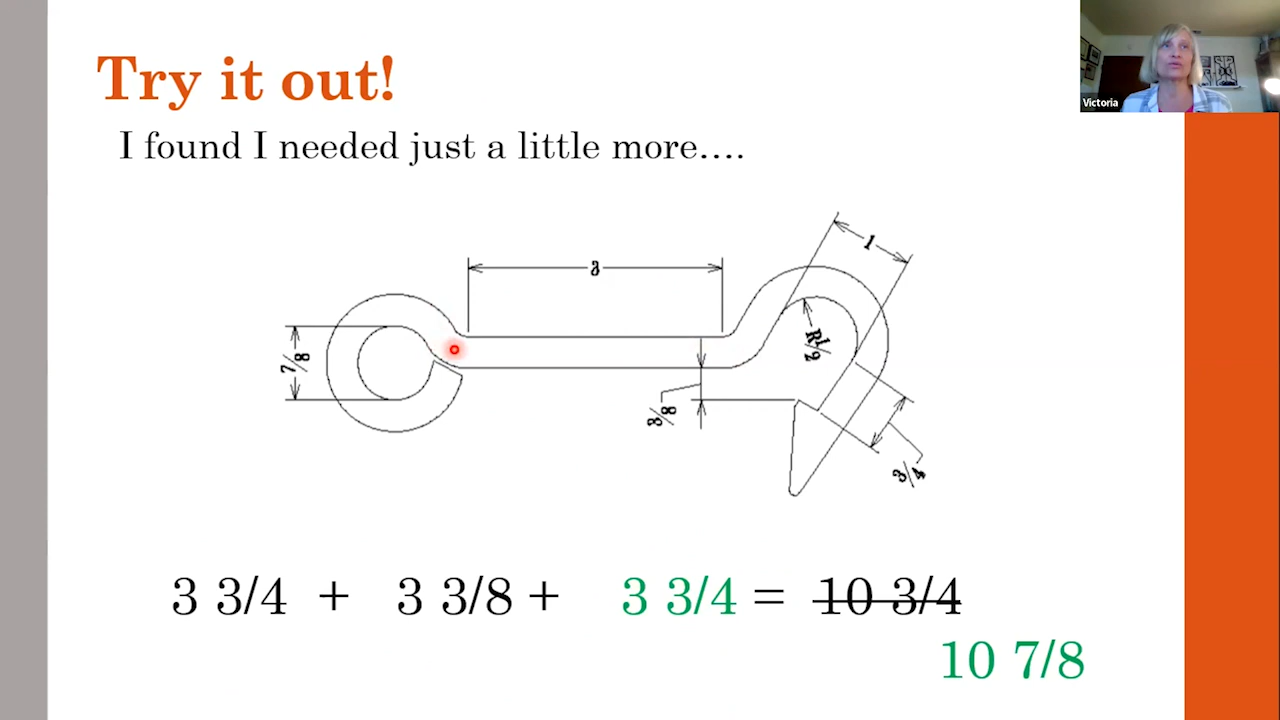 Try it out!
I found I needed just a little more....
Victoria
1
3
R1/2
7/8
3/8
3/4
3 3/4 + 3 3/8 + 3 3/4 = 10 3/4
10 7/8